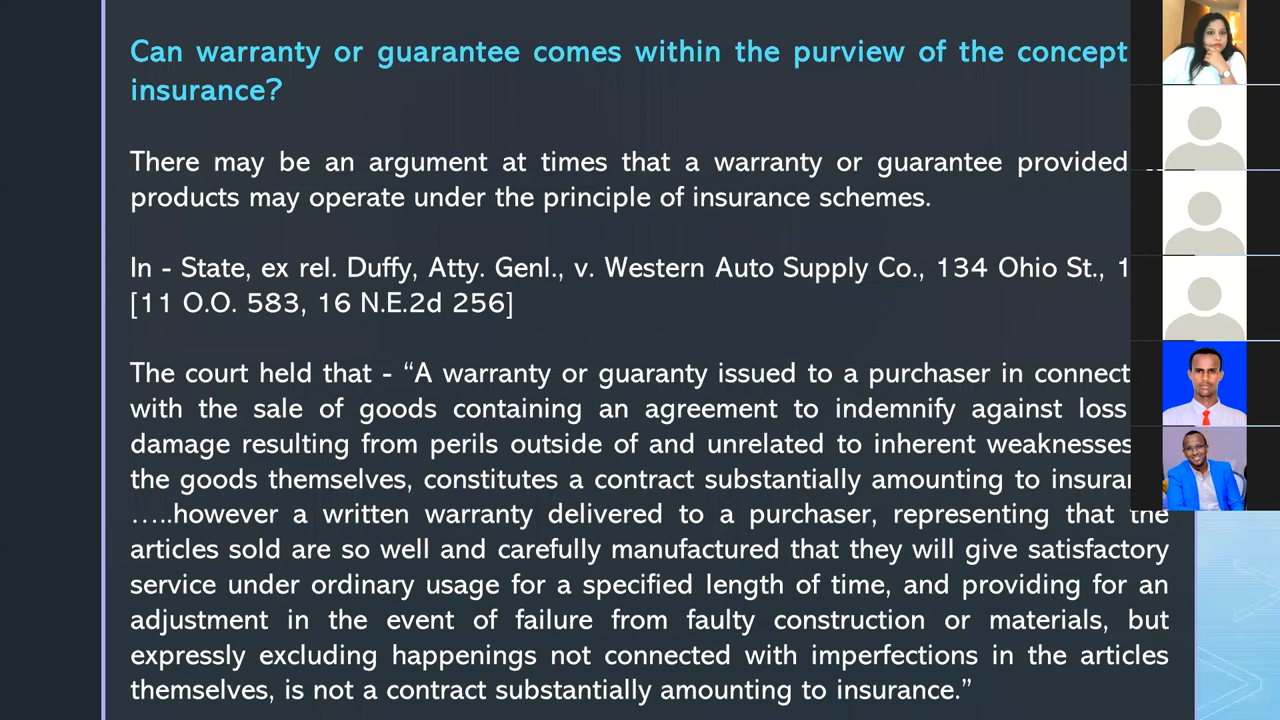 Can warranty or guarantee comes within the purview of the concept
insurance?
There may be an argument at times that a warranty or guarantee provided
products may operate under the principle of insurance schemes.
In - State, ex rel. Duffy, Atty. Genl., v. Western Auto Supply Co., 134 Ohio St., 1
[11 O.O. 583, 16 N.E.2d 256]
The court held that - “A warranty or guaranty issued to a purchaser in connect
with the sale of goods containing an agreement to indemnify against loss
damage resulting from perils outside of and unrelated to inherent weaknesses
the goods themselves, constitutes a contract substantially amounting to insuran
…..however a written warranty delivered to a purchaser, representing that the
articles sold are so well and carefully manufactured that they will give satisfactory
service under ordinary usage for a specified length of time, and providing for an
adjustment in the event of failure from faulty construction or materials, but
expressly excluding happenings not connected with imperfections in the articles
themselves, is not a contract substantially amounting to insurance.”